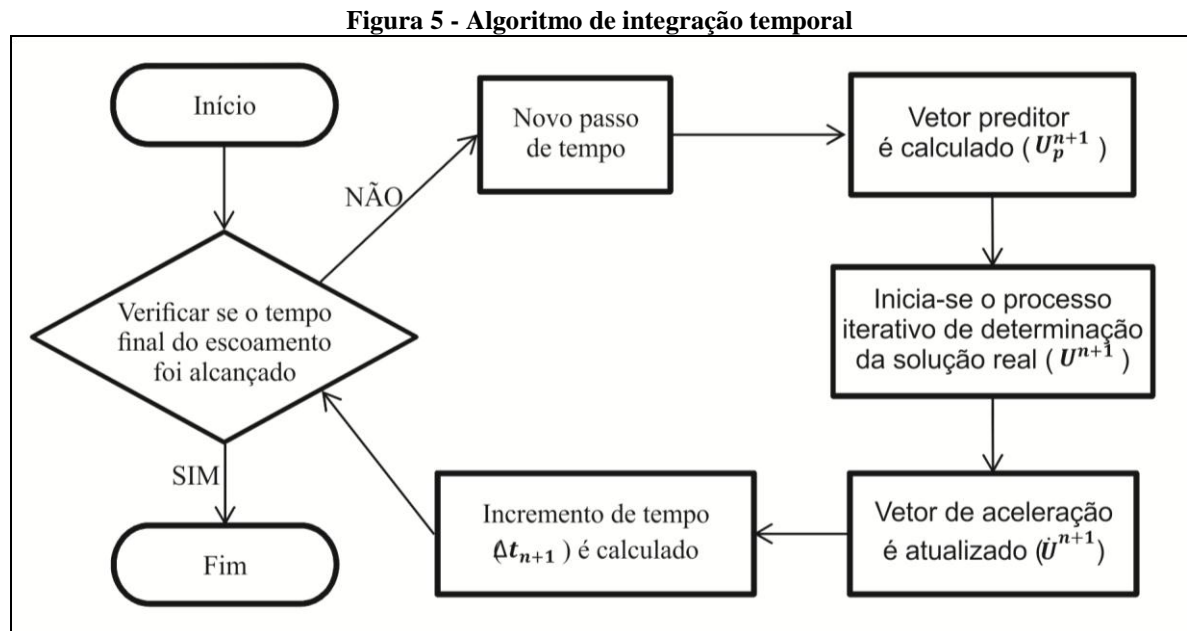 Figura 5 - Algoritmo de integração temporal
Início
Verificar se o tempo
final do escoamento
foi alcançado
NÃO
Novo passo
de tempo
Vetor preditor
é calculado ( U_p^{n+1} )
Inicia-se o processo
iterativo de determinação
da solução real ( U^{n+1} )
Vetor de aceleração
é atualizado (U̇^{n+1})
Incremento de tempo
(Δt_{n+1} ) é calculado
SIM
Fim